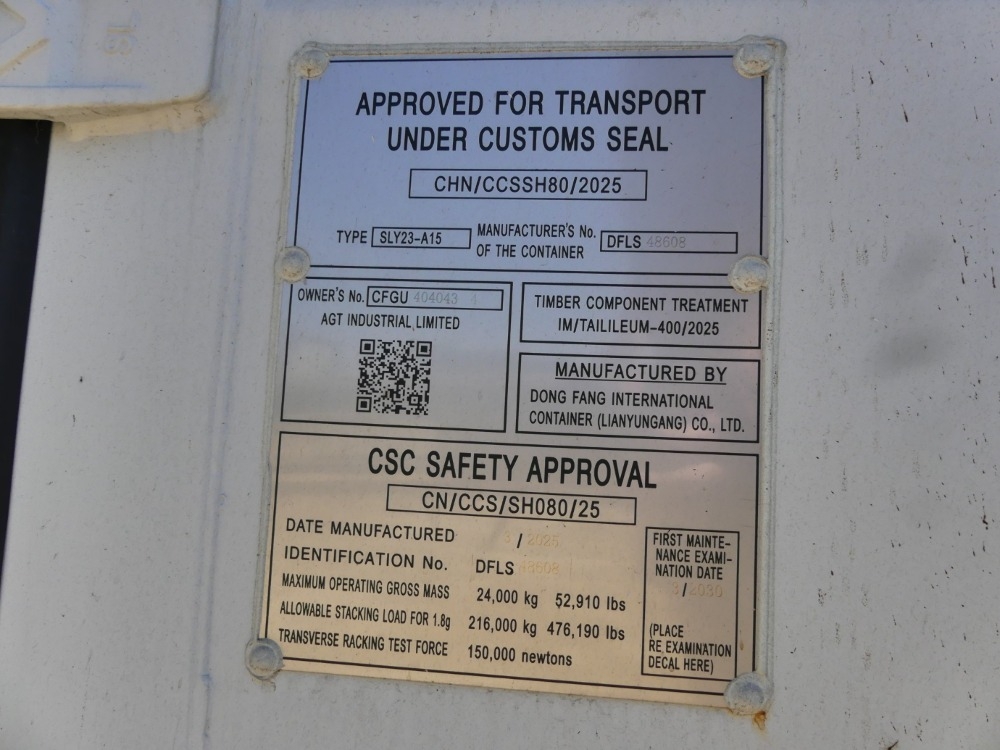 APPROVED FOR TRANSPORT
UNDER CUSTOMS SEAL
CHN/CCSSH80/2025
TYPE SLY23-A15
MANUFACTURER'S No.
OF THE CONTAINER
DFLS 48608
OWNER'S No. CFGU 404043 4
AGT INDUSTRIAL LIMITED
TIMBER COMPONENT TREATMENT
IM/TAILILEUM-400/2025
MANUFACTURED BY
DONG FANG INTERNATIONAL
CONTAINER (LIANYUNGANG) CO., LTD.
CSC SAFETY APPROVAL
CN/CCS/SH080/25
DATE MANUFACTURED 3 / 2025
IDENTIFICATION No. DFLS 48608
MAXIMUM OPERATING GROSS MASS 24,000 kg 52,910 lbs
ALLOWABLE STACKING LOAD FOR 1.8g 216,000 kg 476,190 lbs
TRANSVERSE RACKING TEST FORCE 150,000 newtons
FIRST MAINTE-
NANCE EXAMI-
NATION DATE
3/2030
(PLACE
RE EXAMINATION
DECAL HERE)